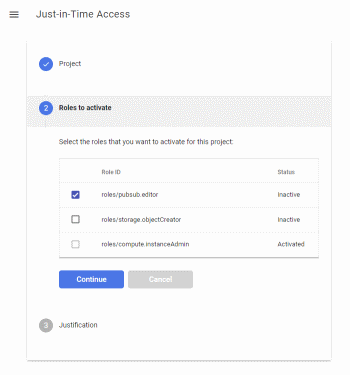 Just-in-Time Access
Project
2 Roles to activate
Select the roles that you want to activate for this project:
Role ID Status
roles/pubsub.editor Inactive
roles/storage.objectCreator Inactive
roles/compute.instanceAdmin Activated
Continue Cancel
3 Justification